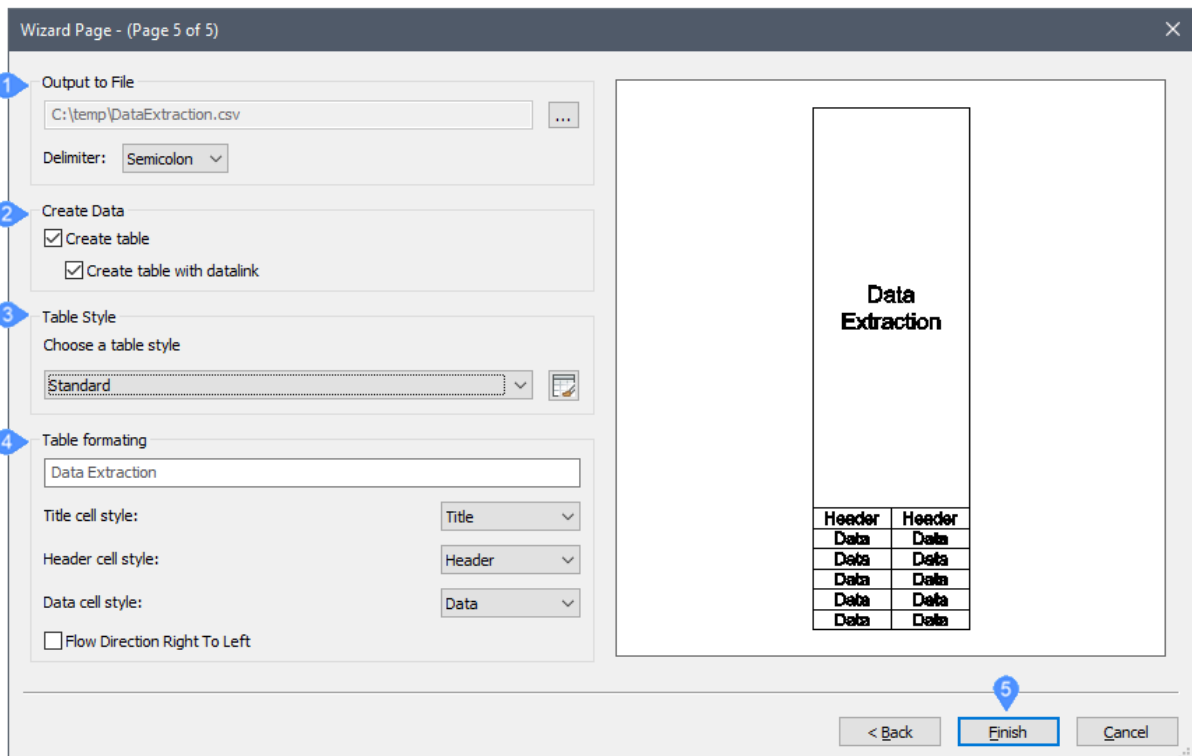 Wizard Page - (Page 5 of 5)
1
Output to File
C:\temp\DataExtraction.csv
...
Delimiter: Semicolon
2
Create Data
Create table
Create table with datalink
3
Table Style
Choose a table style
Standard
4
Table formating
Data Extraction
Title cell style: Title
Header cell style: Header
Data cell style: Data
Flow Direction Right To Left
Data
Extraction
Header Header
Data Data
Data Data
Data Data
Data Data
Data Data
5
< Back Finish Cancel